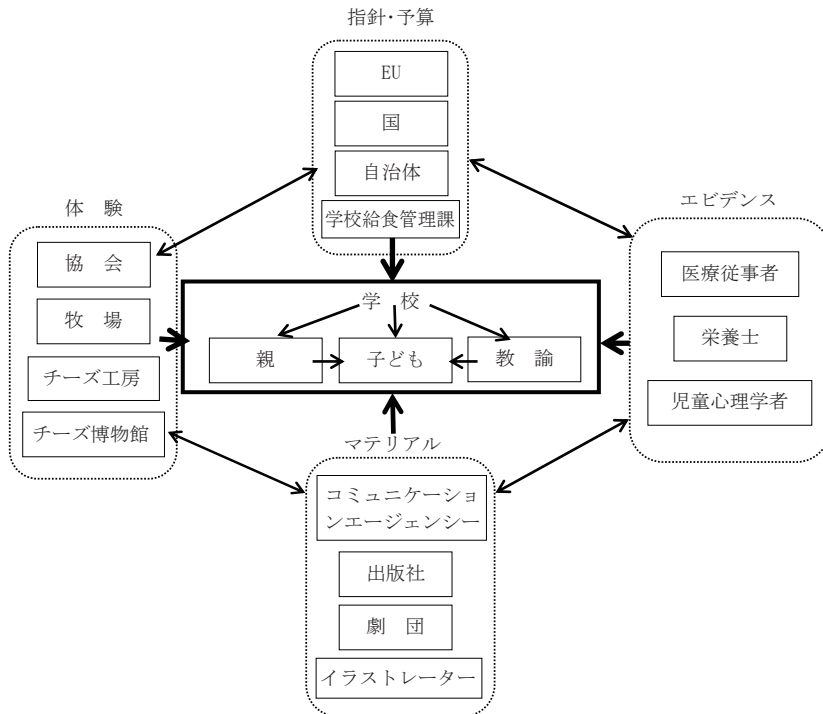 指針・予算
EU
国
自治体
学校給食管理課
体　験
協　会
牧　場
チーズ工房
チーズ博物館
エビデンス
医療従事者
栄養士
児童心理学者
学　校
親
子ども
教　諭
マテリアル
コミュニケーショ
ンエージェンシー
出版社
劇　団
イラストレーター